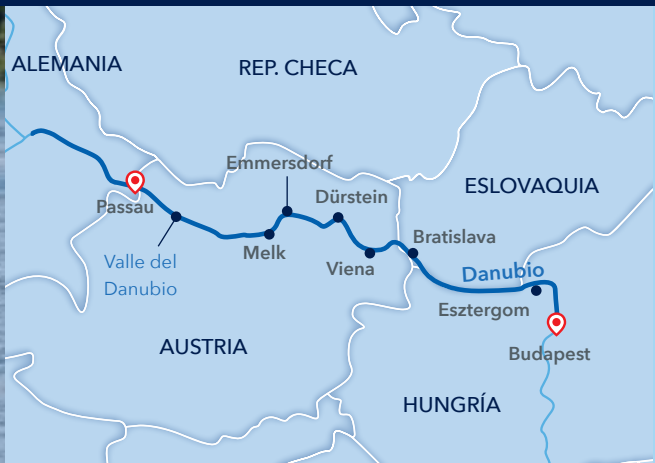 ALEMANIA
REP. CHECA
Emmersdorf
ESLOVAQUIA
Dürstein
Passau
Bratislava
Melk
Viena
Valle del
Danubio
Danubio
Esztergom
AUSTRIA
Budapest
HUNGRÍA